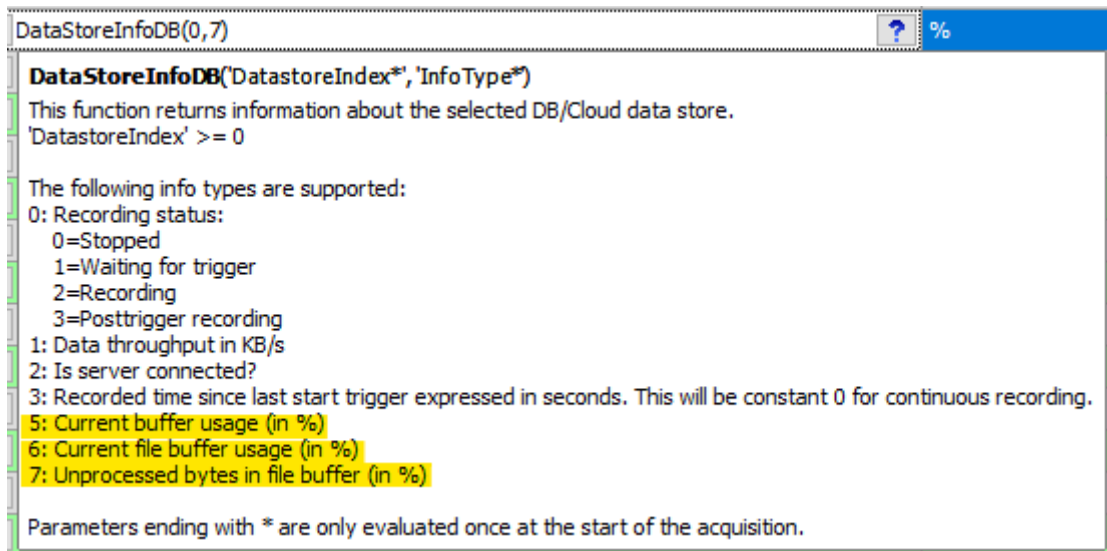 DataStoreInfoDB(0,7)
? %
DataStoreInfoDB('DatastoreIndex*', 'InfoType*')
This function returns information about the selected DB/Cloud data store.
'DatastoreIndex' >= 0
The following info types are supported:
0: Recording status:
0=Stopped
1=Waiting for trigger
2=Recording
3=Posttrigger recording
1: Data throughput in KB/s
2: Is server connected?
3: Recorded time since last start trigger expressed in seconds. This will be constant 0 for continuous recording.
5: Current buffer usage (in %)
6: Current file buffer usage (in %)
7: Unprocessed bytes in file buffer (in %)
Parameters ending with * are only evaluated once at the start of the acquisition.